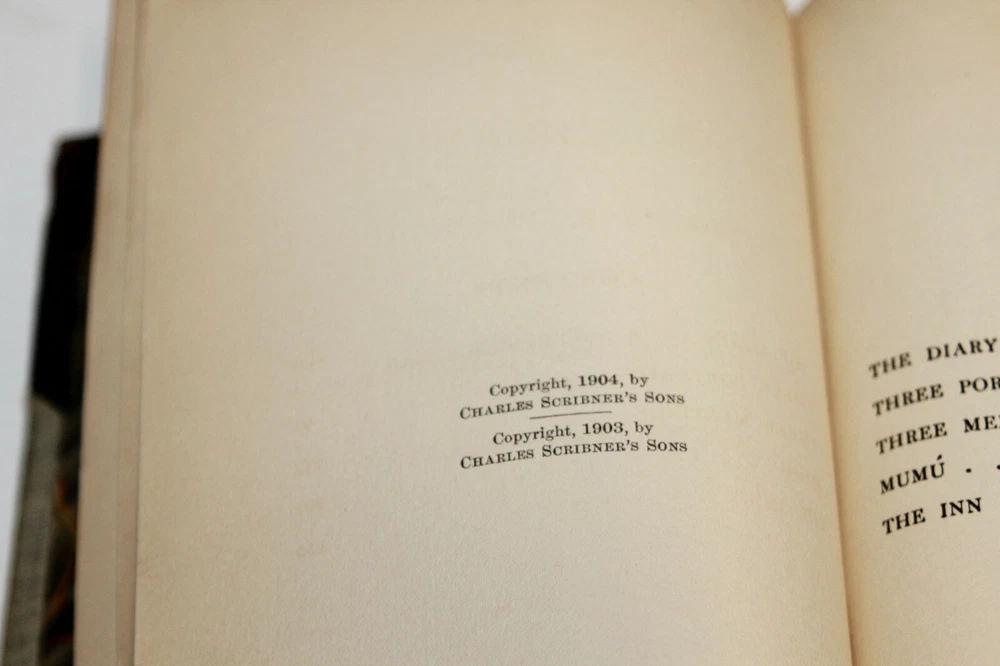 Copyright, 1904, by
CHARLES SCRIBNER'S SONS
Copyright, 1903, by
CHARLES SCRIBNER'S SONS
THE DIARY
THREE POR
THREE ME
MUMÚ . .
THE INN